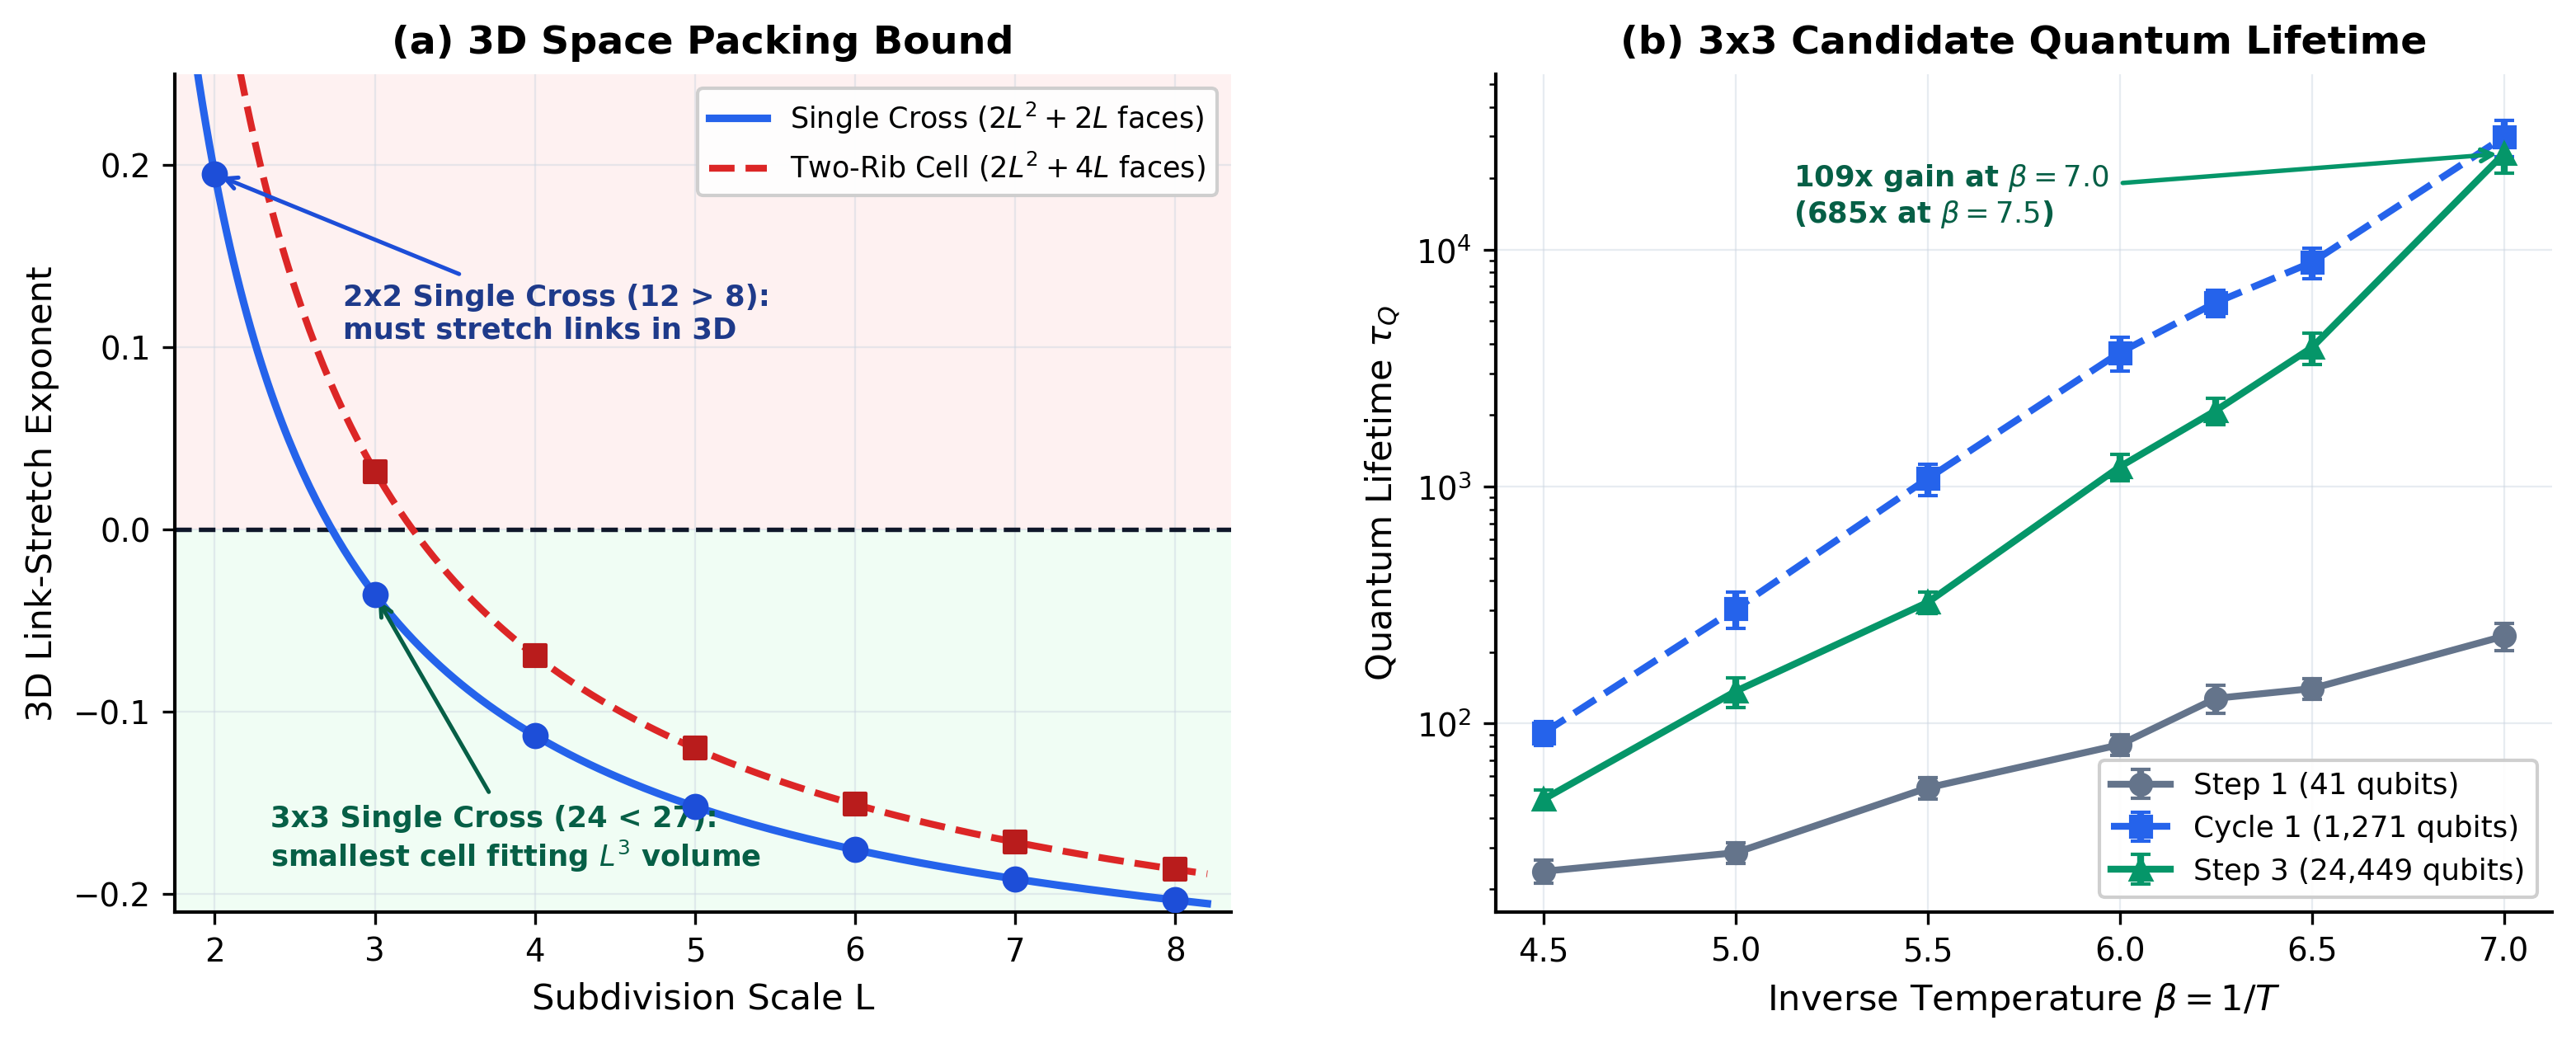 (a) 3D Space Packing Bound
3D Link-Stretch Exponent
0.2
0.1
0.0
−0.1
−0.2
Single Cross (2L² + 2L faces)
Two-Rib Cell (2L² + 4L faces)
2x2 Single Cross (12 > 8):
must stretch links in 3D
3x3 Single Cross (24 < 27):
smallest cell fitting L³ volume
2 3 4 5 6 7 8
Subdivision Scale L
(b) 3x3 Candidate Quantum Lifetime
Quantum Lifetime τ_Q
10⁴
10³
10²
109x gain at β = 7.0
(685x at β = 7.5)
Step 1 (41 qubits)
Cycle 1 (1,271 qubits)
Step 3 (24,449 qubits)
4.5 5.0 5.5 6.0 6.5 7.0
Inverse Temperature β = 1/T